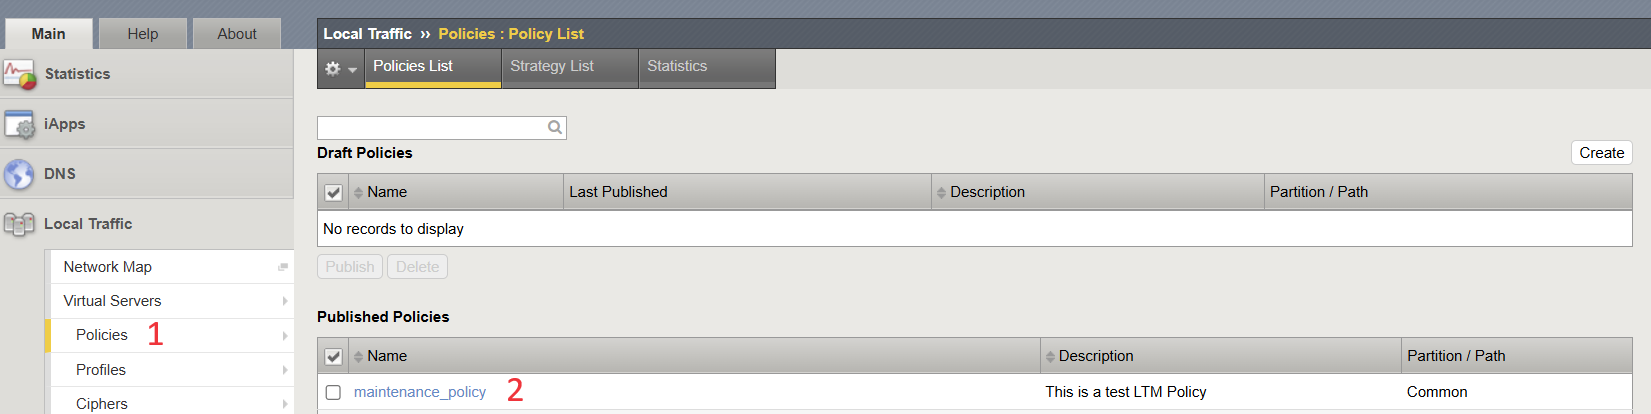 Main Help About
Local Traffic ›› Policies : Policy List
Statistics
iApps
DNS
Local Traffic
Network Map
Virtual Servers
Policies 1
Profiles
Ciphers
Policies List Strategy List Statistics
Draft Policies Create
Name Last Published Description Partition / Path
No records to display
Publish Delete
Published Policies
Name Description Partition / Path
maintenance_policy 2 This is a test LTM Policy Common